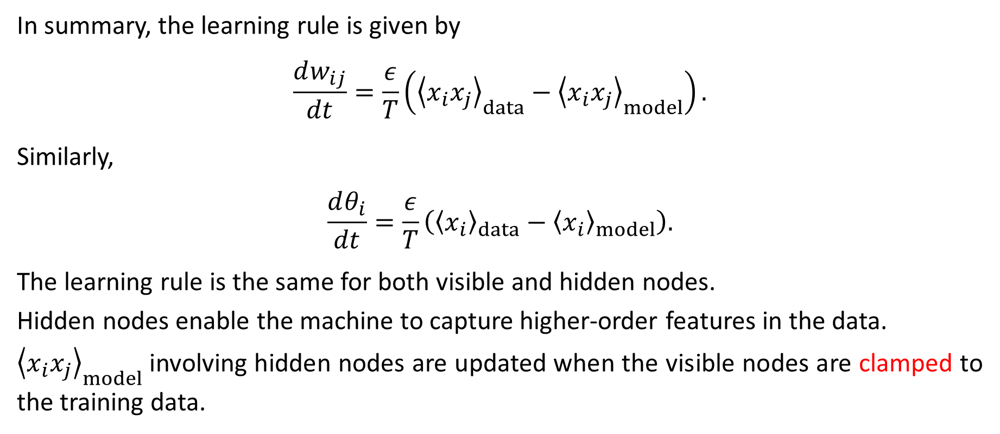 In summary, the learning rule is given by
\frac{dw_{ij}}{dt} = \frac{\epsilon}{T}\left(\langle x_i x_j \rangle_{\text{data}} − \langle x_i x_j \rangle_{\text{model}}\right).
Similarly,
\frac{d\theta_i}{dt} = \frac{\epsilon}{T}(\langle x_i \rangle_{\text{data}} − \langle x_i \rangle_{\text{model}}).
The learning rule is the same for both visible and hidden nodes.
Hidden nodes enable the machine to capture higher-order features in the data.
\langle x_i x_j \rangle_{\text{model}} involving hidden nodes are updated when the visible nodes are clamped to
the training data.